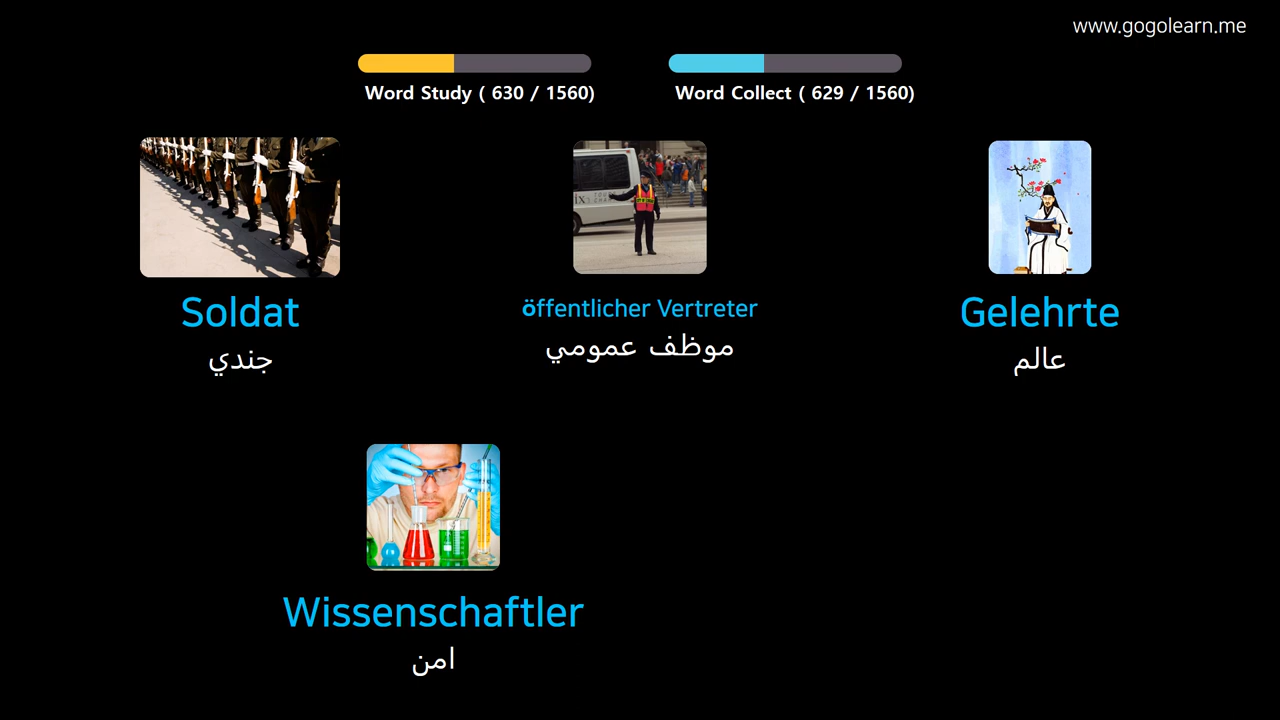 www.gogolearn.me
Word Study ( 630 / 1560)
Word Collect ( 629 / 1560)
Soldat
جندي
öffentlicher Vertreter
موظف عمومي
Gelehrte
عالم
Wissenschaftler
امن